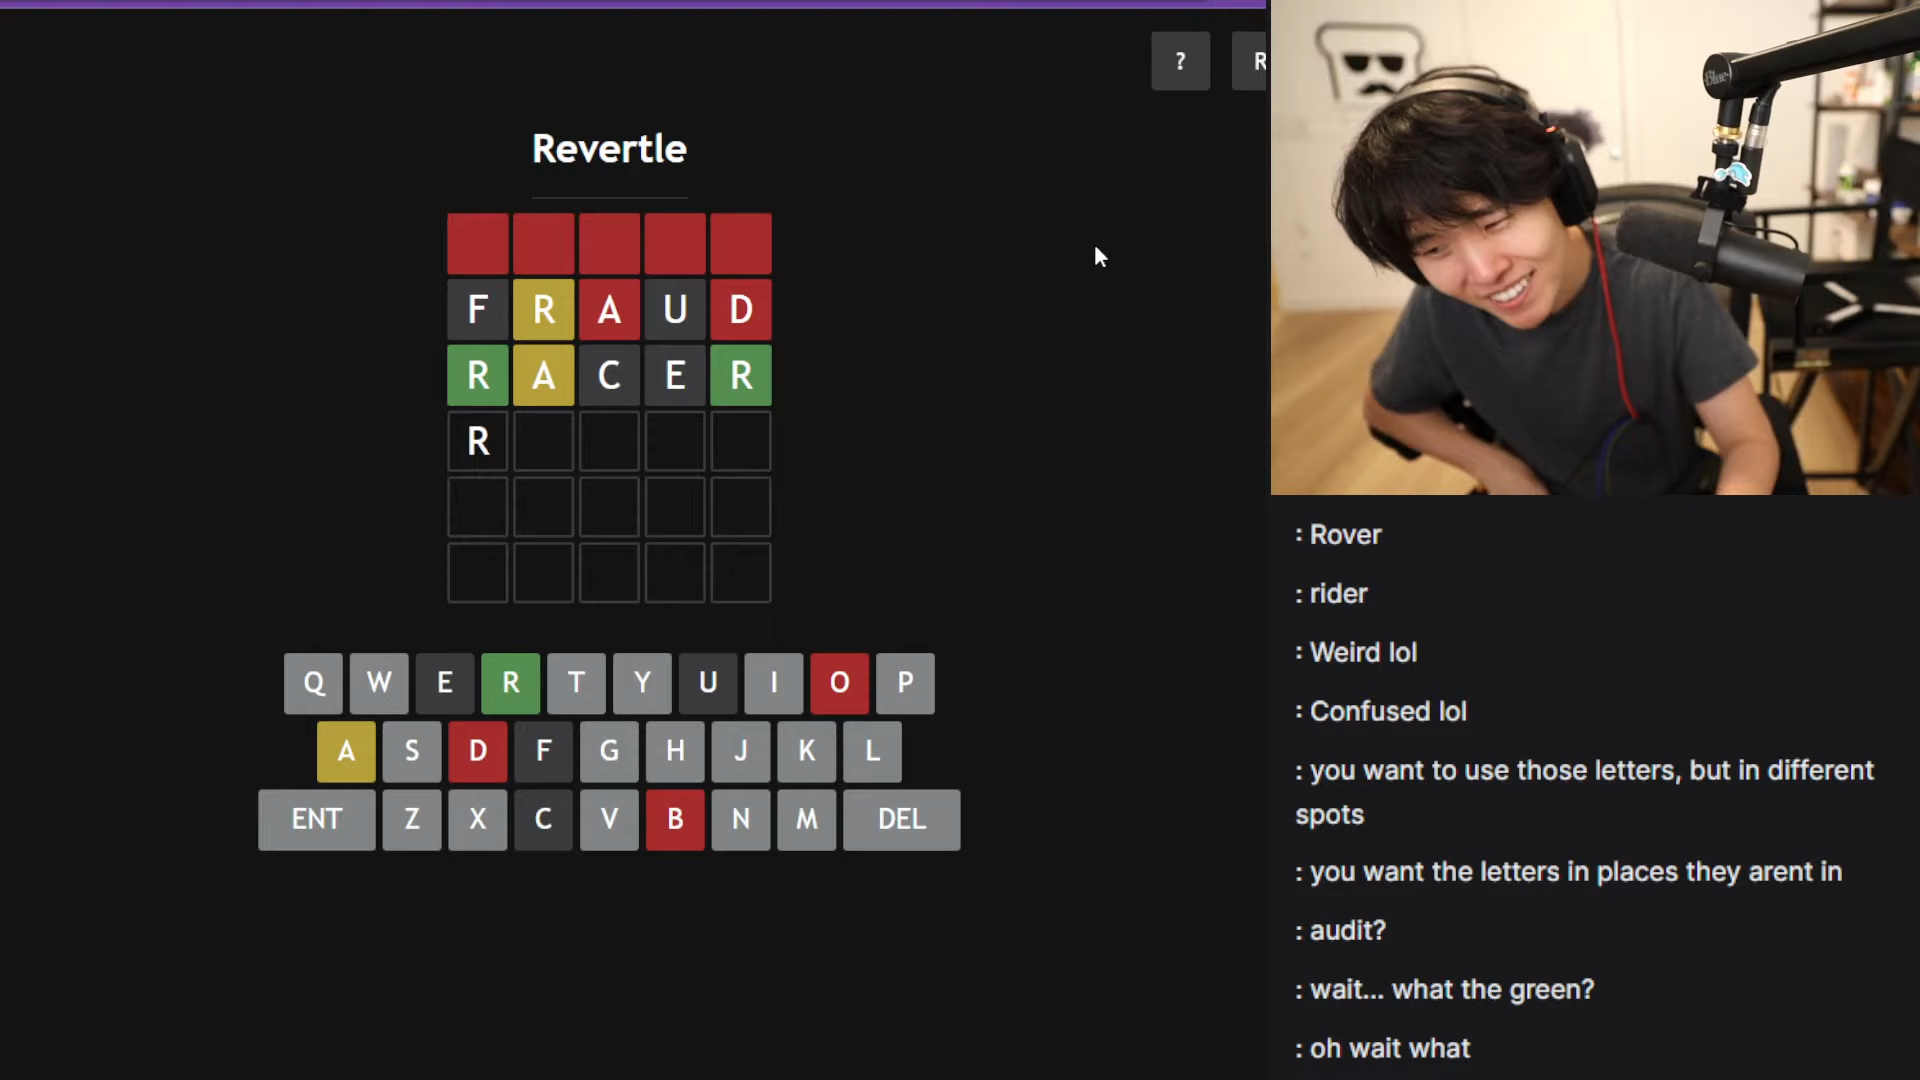 ?
R
Revertle
F R A U D
R A C E R
R
Q W E R T Y U I O P
A S D F G H J K L
ENT Z X C V B N M DEL
Blue
: Rover
: rider
: Weird lol
: Confused lol
: you want to use those letters, but in different
spots
: you want the letters in places they arent in
: audit?
: wait... what the green?
: oh wait what